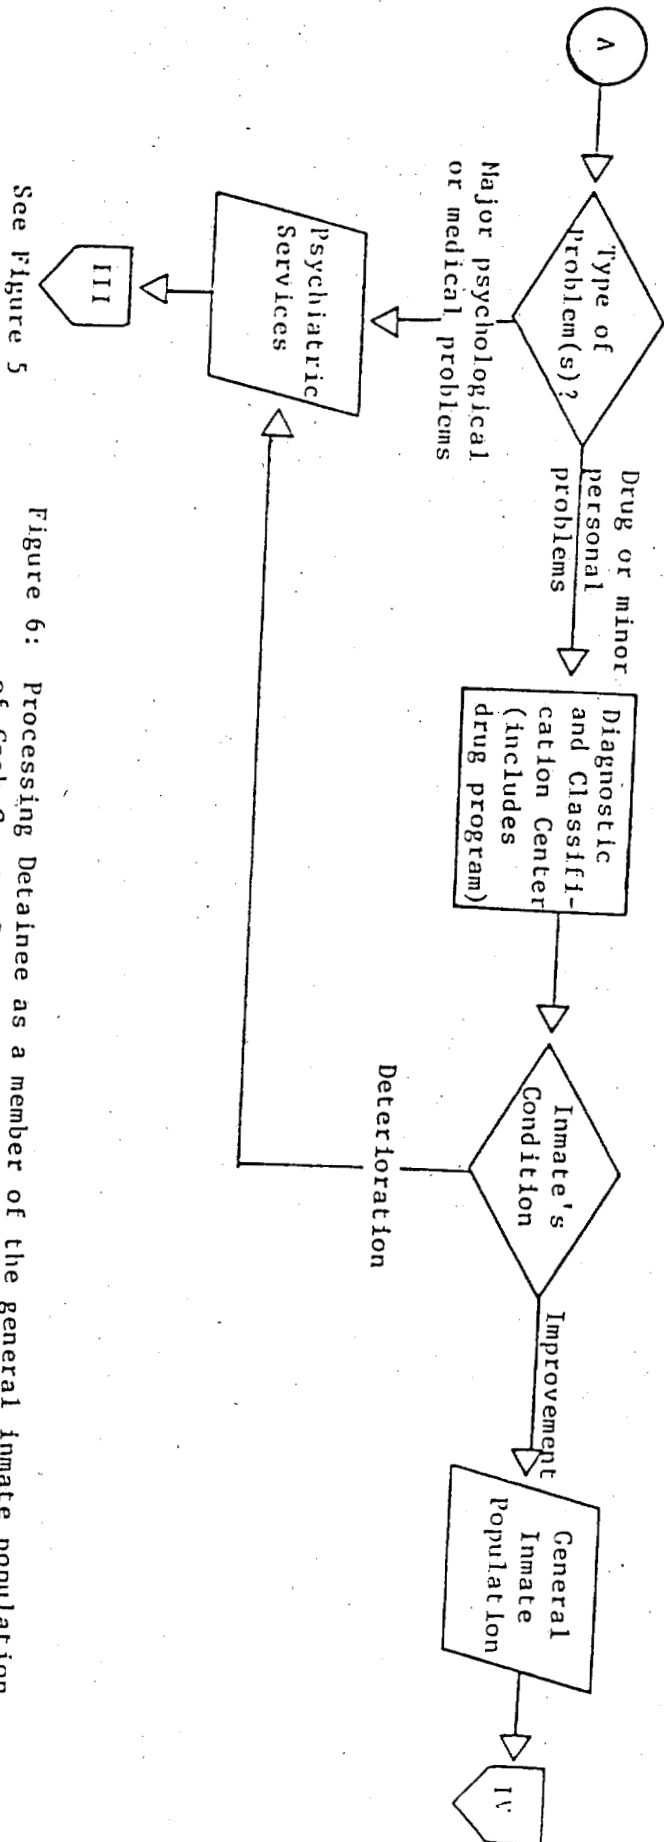 A
Type of
Problem(s)?
Drug or minor
personal
problems
Major psychological
or medical problems
Diagnostic
and Classifi-
cation Center
(includes
drug program)
Inmate's
Condition
Improvement
Deterioration
General
Inmate
Population
IV
Psychiatric
Services
III
See Figure 5
Figure 6: Processing Detainee as a member of the general inmate population